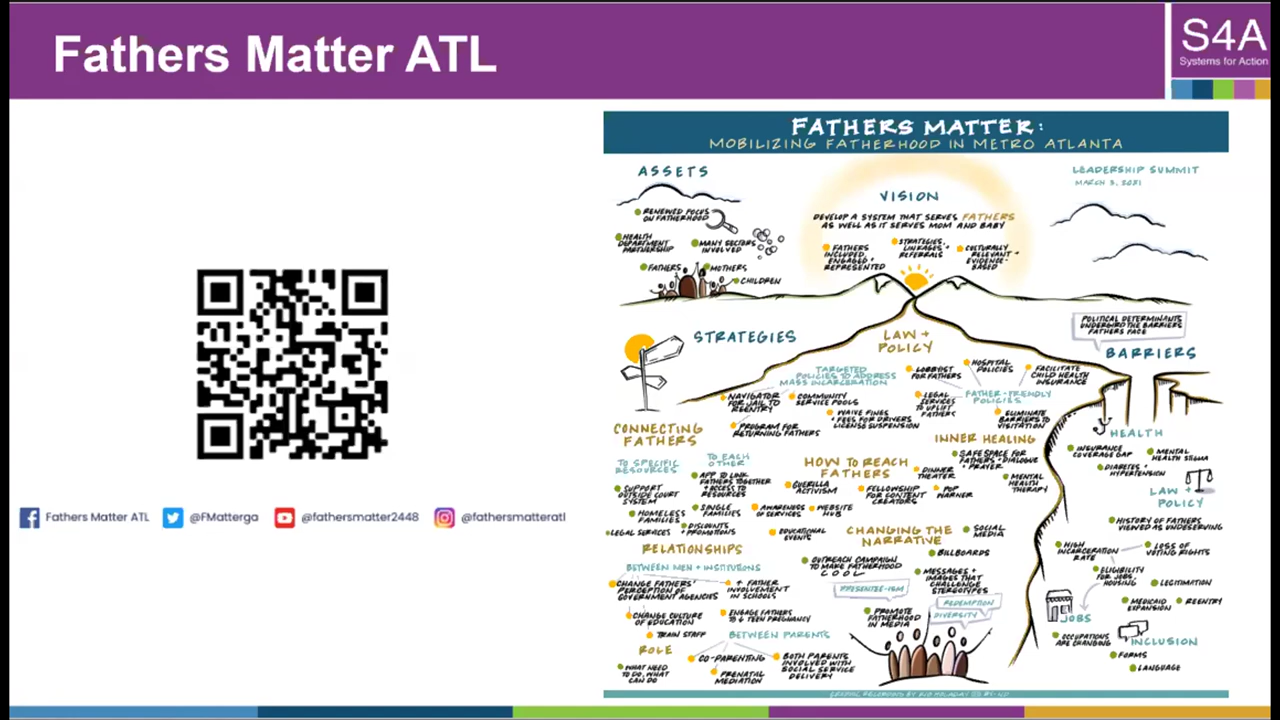 Fathers Matter ATL
S4A
Systems for Action
Fathers Matter ATL
@FMatterga
@fathersmatter2448
@fathersmatteratl
FATHERS MATTER:
MOBILIZING FATHERHOOD IN METRO ATLANTA
ASSETS
RENEWED FOCUS
ON FATHERHOOD
HEALTH
DEPARTMENT
PARTNERSHIP
MANY SECTORS
INVOLVED
FATHERS
MOTHERS
CHILDREN
VISION
DEVELOP A SYSTEM THAT SERVES FATHERS
AS WELL AS IT SERVES MOM AND BABY
FATHERS
INCLUDED,
ENGAGED +
REPRESENTED
STRATEGIES,
LINKAGES +
REFERRALS
CULTURALLY
RELEVANT +
EVIDENCE-
BASED
LEADERSHIP SUMMIT
MARCH 3, 2021
STRATEGIES
LAW +
POLICY
TARGETED
POLICIES TO ADDRESS
MASS INCARCERATION
NAVIGATOR
FOR JAIL TO
REENTRY
COMMUNITY
SERVICE POOLS
PROGRAM FOR
RETURNING FATHERS
WAIVE FINES
+ FEES FOR DRIVERS
LICENSE SUSPENSION
LOBBYIST
FOR FATHERS
HOSPITAL
POLICIES
FACILITATE
CHILD HEALTH
INSURANCE
FATHER-FRIENDLY
POLICIES
LEGAL
SERVICES
TO UPLIFT
FATHERS
ELIMINATE
BARRIERS TO
VISITATION
CONNECTING
FATHERS
TO SPECIFIC
RESOURCES
SUPPORT
OUTSIDE COURT
SYSTEM
HOMELESS
FAMILIES
LEGAL SERVICES
TO EACH
OTHER
APP TO LINK
FATHERS TOGETHER
+ ACCESS TO
RESOURCES
SINGLE
FAMILIES
DISCOUNTS
+ PROMOTIONS
HOW TO REACH
FATHERS
GUERILLA
ACTIVISM
AWARENESS
OF SERVICES
WEBSITE
HUB
EDUCATIONAL
EVENTS
FELLOWSHIP
FOR CONTENT
CREATORS
DINNER
THEATER
POP
WARNER
INNER HEALING
SAFE SPACE FOR
FATHERS + DIALOGUE
+ PRAYER
MENTAL
HEALTH
THERAPY
CHANGING THE
NARRATIVE
SOCIAL
MEDIA
BILLBOARDS
OUTREACH CAMPAIGN
TO MAKE FATHERHOOD
COOL
MESSAGES +
IMAGES THAT
CHALLENGE
STEREOTYPES
PRESENTEE-ISM
REDEMPTION
DIVERSITY
PROMOTE
FATHERHOOD
IN MEDIA
RELATIONSHIPS
BETWEEN MEN + INSTITUTIONS
CHANGE FATHERS'
PERCEPTION OF
GOVERNMENT AGENCIES
↑ FATHER
INVOLVEMENT
IN SCHOOLS
CHANGE CULTURE
OF EDUCATION
ENGAGE FATHERS
TO ↓ TEEN PREGNANCY
TRAIN STAFF
BETWEEN PARENTS
CO-PARENTING
PRENATAL
MEDIATION
BOTH PARENTS
INVOLVED WITH
SOCIAL SERVICE
DELIVERY
ROLE
WHAT NEED
TO DO, WHAT
CAN DO
POLITICAL DETERMINANTS
UNDERGIRD THE BARRIERS
FATHERS FACE
BARRIERS
HEALTH
INSURANCE
COVERAGE GAP
MENTAL
HEALTH STIGMA
DIABETES +
HYPERTENSION
LAW +
POLICY
HISTORY OF FATHERS
VIEWED AS UNDESERVING
HIGH
INCARCERATION
RATE
LOSS OF
VOTING RIGHTS
ELIGIBILITY
FOR JOBS,
HOUSING
LEGITIMATION
MEDICAID
EXPANSION
REENTRY
JOBS
OCCUPATIONS
ARE CHANGING
INCLUSION
FORMS
LANGUAGE